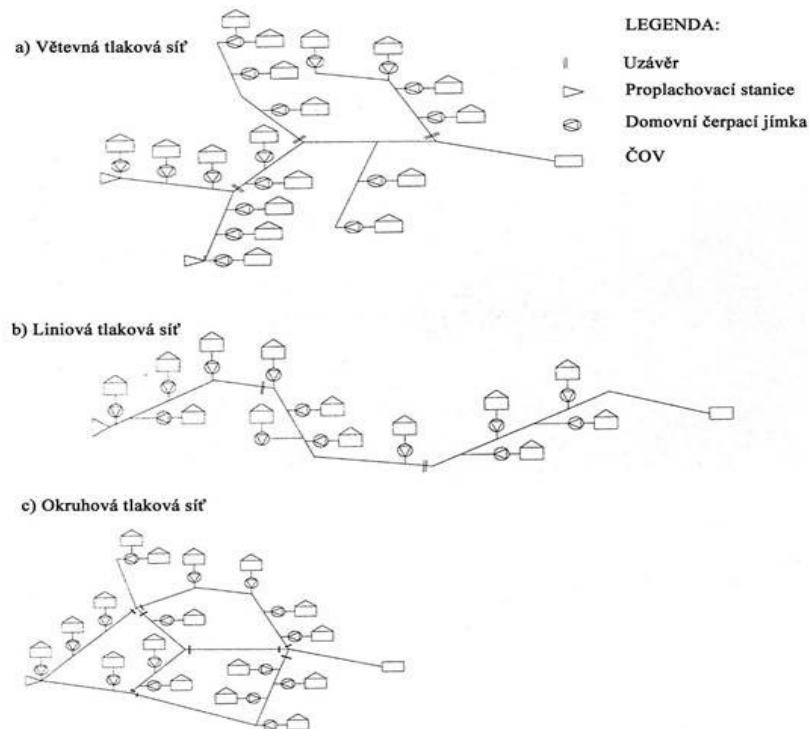 a) Větevná tlaková síť
LEGENDA:
Uzávěr
Proplachovací stanice
Domovní čerpací jímka
ČOV
b) Liniová tlaková síť
c) Okruhová tlaková síť